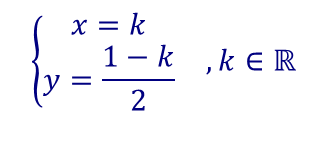 { x = k
y = (1 − k)/2 , k ∈ ℝ